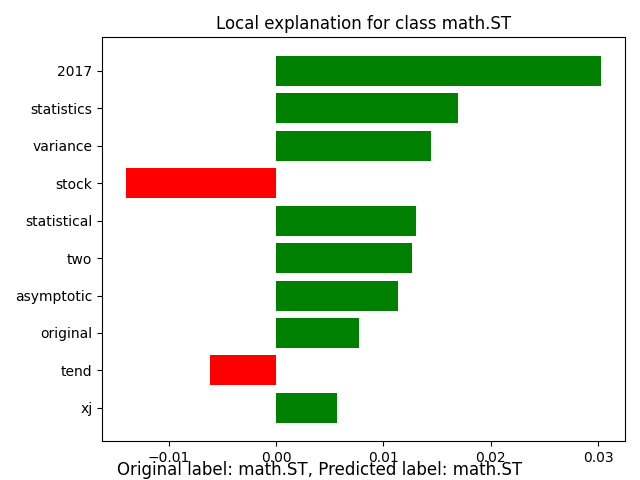 Local explanation for class math.ST
2017
statistics
variance
stock
statistical
two
asymptotic
original
tend
xj
−0.01 0.00 0.01 0.02 0.03
Original label: math.ST, Predicted label: math.ST